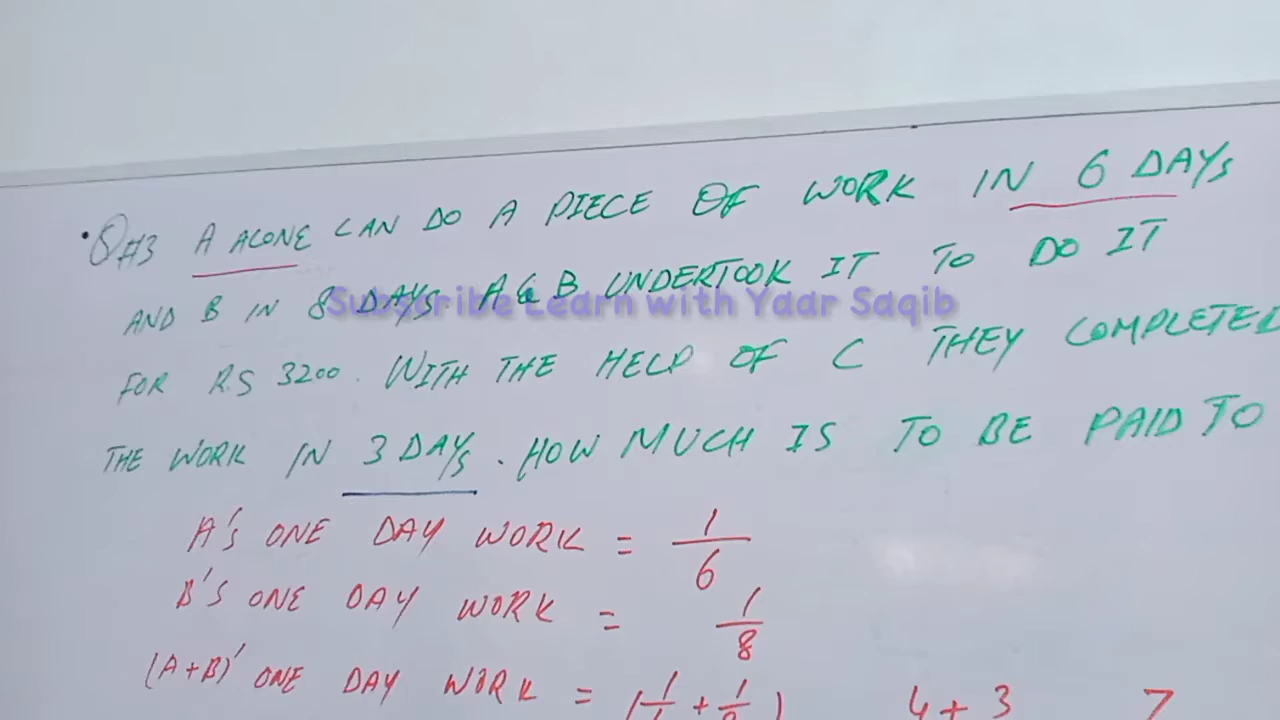 Q#3 A ALONE CAN DO A PIECE OF WORK IN 6 DAYS
AND B IN 8 DAYS. A & B UNDERTOOK IT TO DO IT
Subscribe Learn with Yaar Saqib
FOR RS 3200. WITH THE HELP OF C THEY COMPLETED
THE WORK IN 3 DAYS. HOW MUCH IS TO BE PAID TO
A's ONE DAY WORK = 1/6
B's ONE DAY WORK = 1/8
(A+B)' ONE DAY WORK = (1/6 + 1/8) 4+3 7